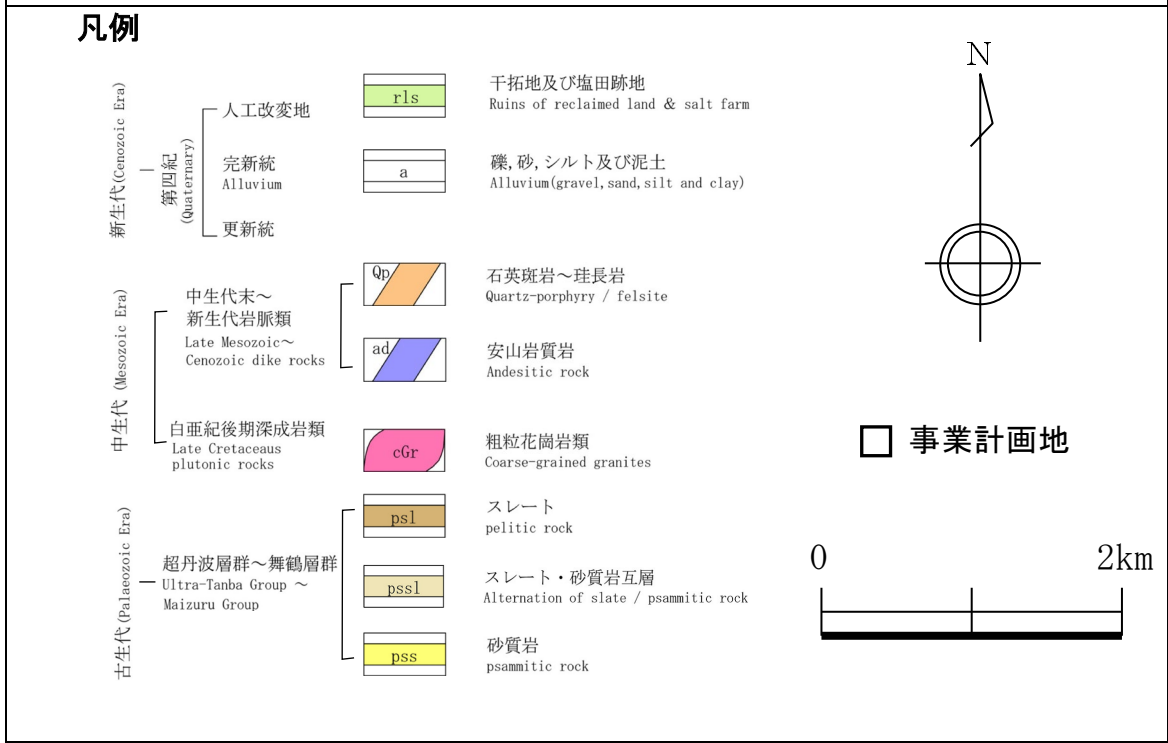 凡例
新生代(Cenozoic Era)
第四紀
(Quaternary)
人工改変地
rls
干拓地及び塩田跡地
Ruins of reclaimed land & salt farm
完新統
Alluvium
a
礫,砂,シルト及び泥土
Alluvium(gravel,sand,silt and clay)
更新統
中生代 (Mesozoic Era)
中生代末～
新生代岩脈類
Late Mesozoic～
Cenozoic dike rocks
Qp
石英斑岩～珪長岩
Quartz-porphyry / felsite
ad
安山岩質岩
Andesitic rock
白亜紀後期深成岩類
Late Cretaceaus
plutonic rocks
cGr
粗粒花崗岩類
Coarse-grained granites
古生代(Palaeozoic Era)
超丹波層群～舞鶴層群
Ultra-Tanba Group ～
Maizuru Group
psl
スレート
pelitic rock
pssl
スレート・砂質岩互層
Alternation of slate / psammitic rock
pss
砂質岩
psammitic rock
N
事業計画地
0 2km